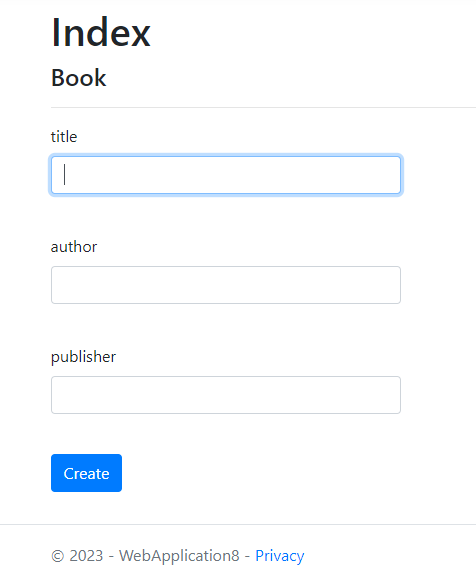 Index
Book
title
author
publisher
Create
© 2023 - WebApplication8 - Privacy